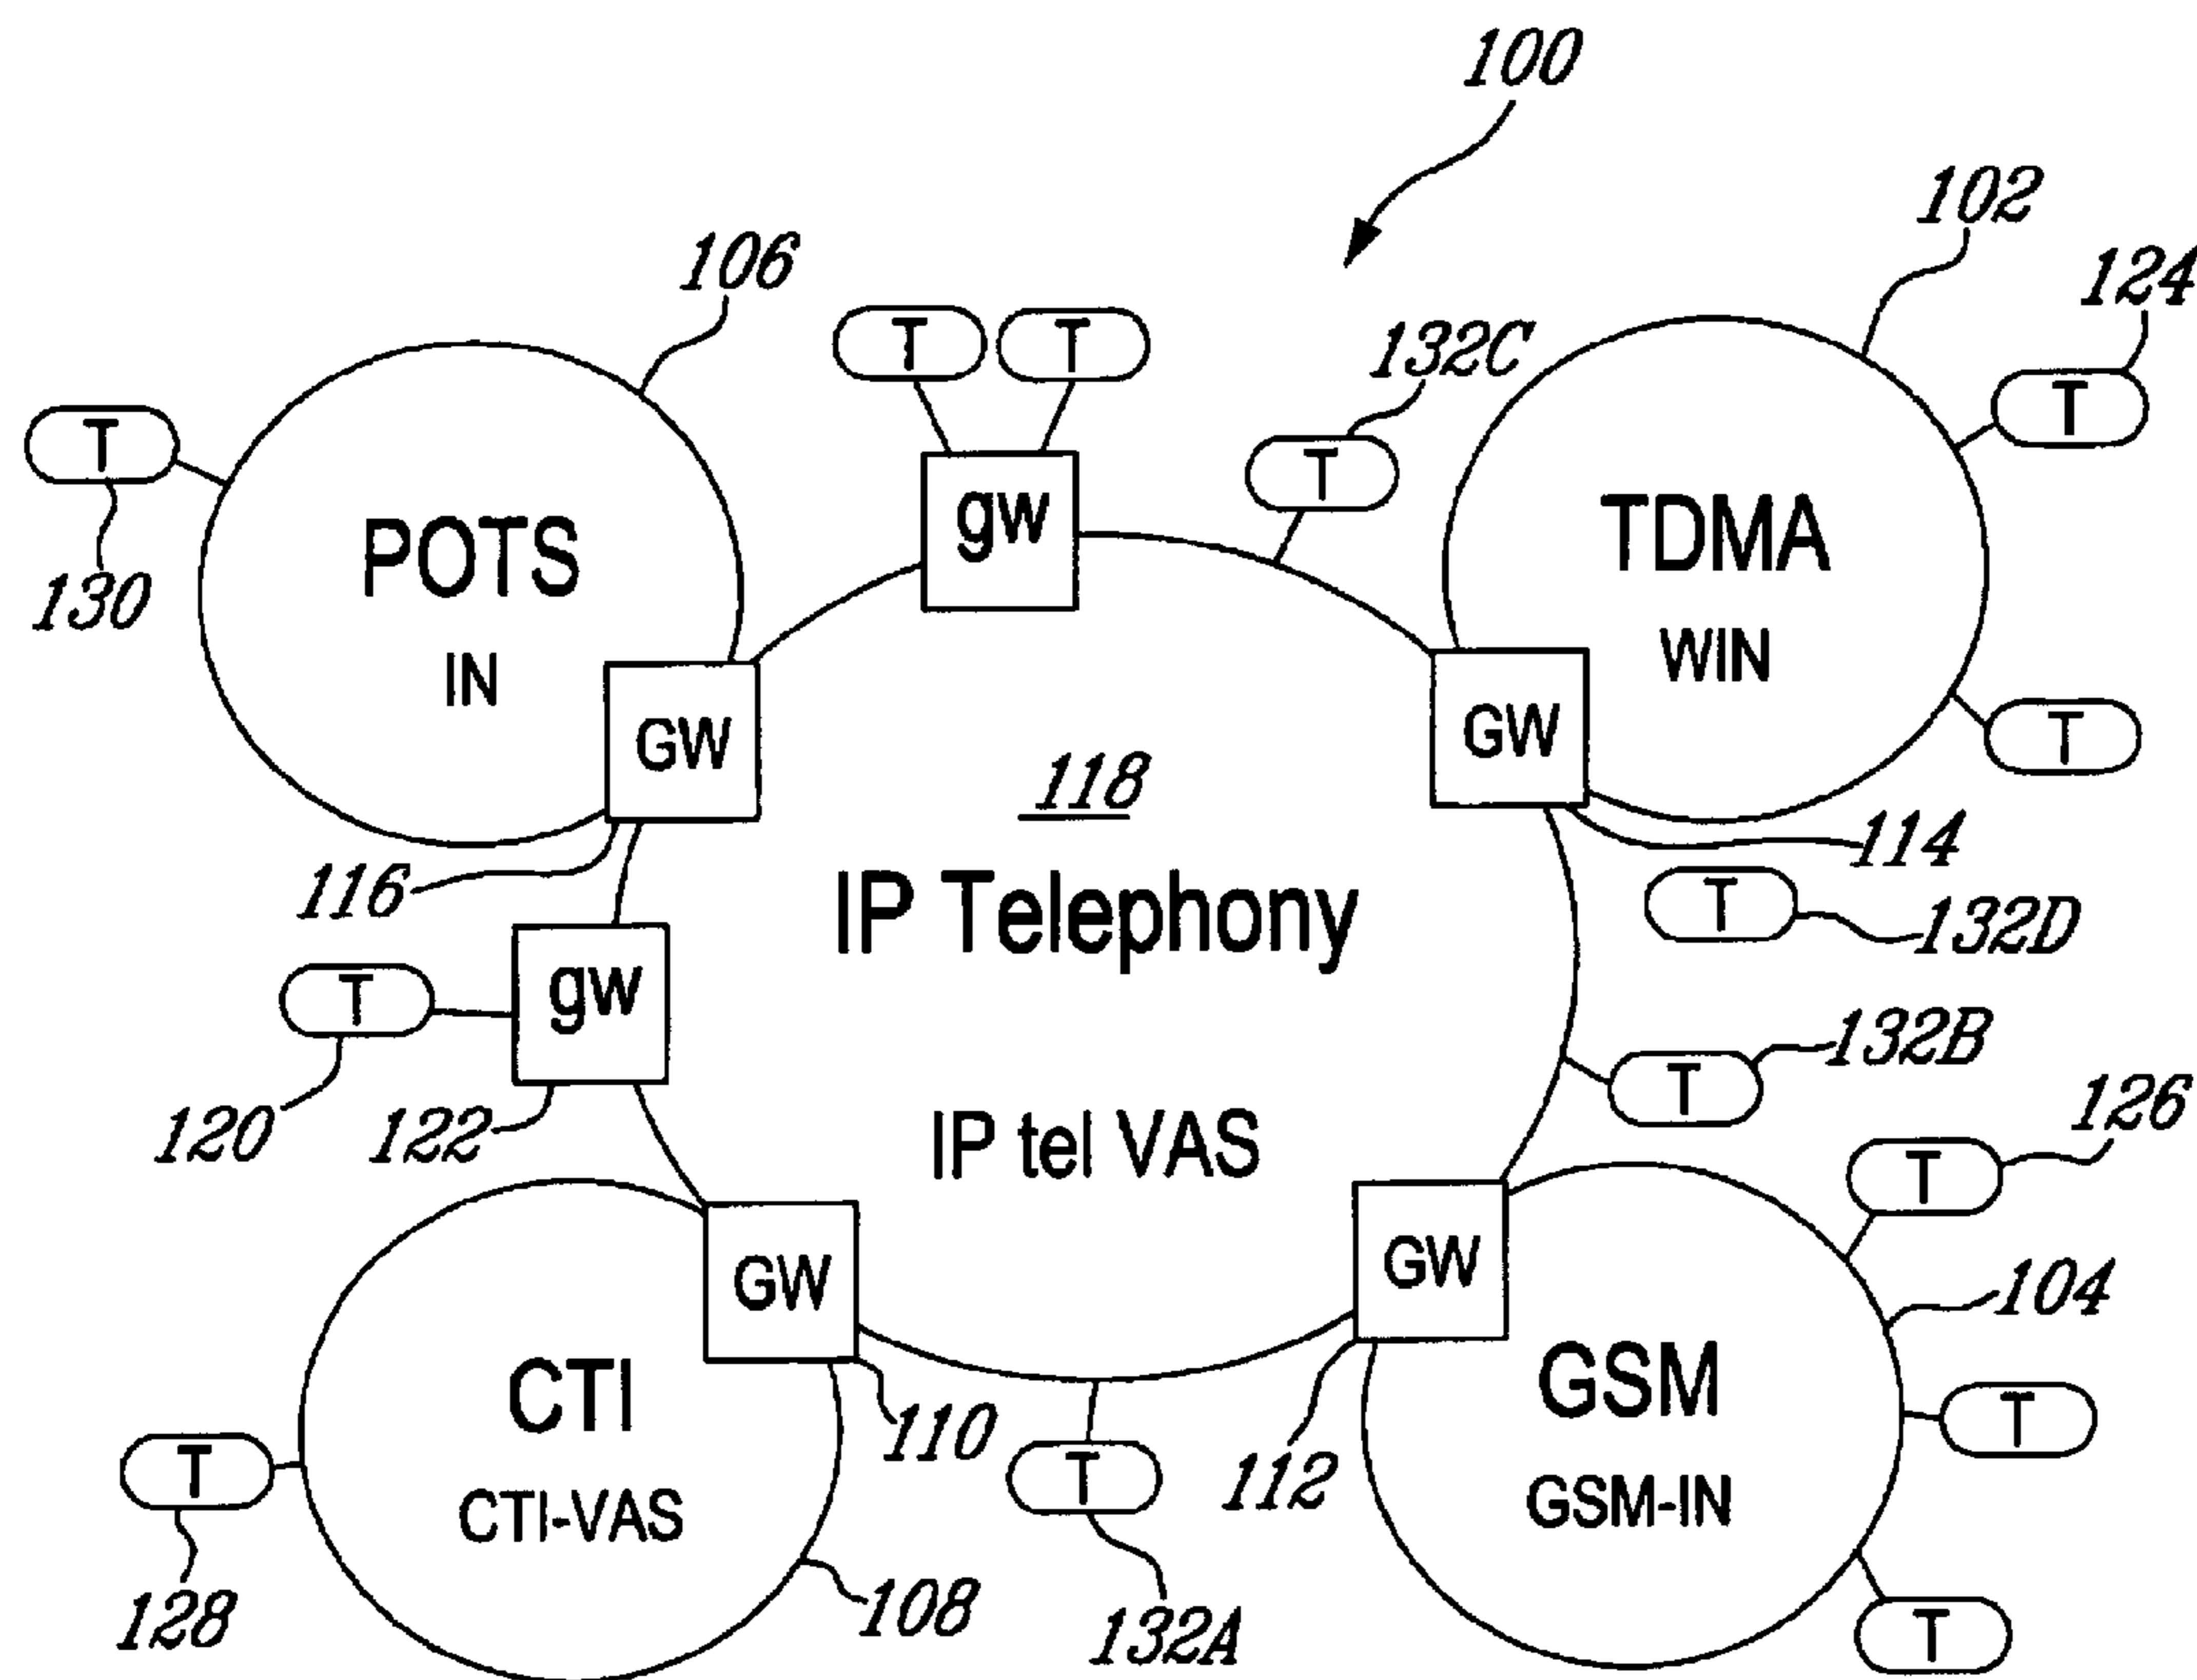 100
102
124
106
T
T
132C
T
T
T
POTS
IN
130
gw
TDMA
WIN
GW
GW
T
118
114
116
IP Telephony
T
132D
gw
T
132B
T
120
122
IP tel VAS
126
T
GW
GW
104
CTI
CTI-VAS
110
GSM
GSM-IN
T
112
T
T
128
108
132A
T